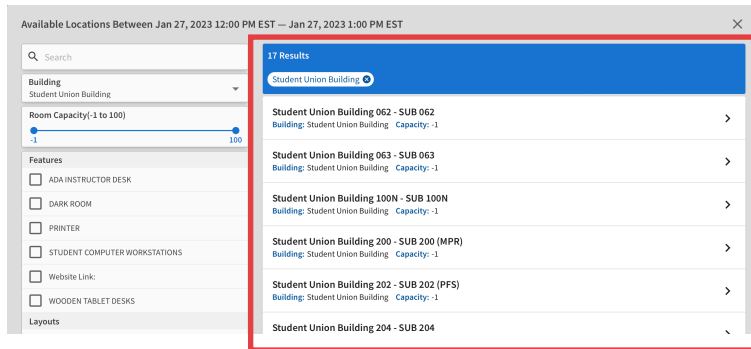 Available Locations Between Jan 27, 2023 12:00 PM EST — Jan 27, 2023 1:00 PM EST
Search
Building
Student Union Building
Room Capacity(-1 to 100)
-1 100
Features
ADA INSTRUCTOR DESK
DARK ROOM
PRINTER
STUDENT COMPUTER WORKSTATIONS
Website Link:
WOODEN TABLET DESKS
Layouts
17 Results
Student Union Building
Student Union Building 062 - SUB 062
Building: Student Union Building Capacity: -1
Student Union Building 063 - SUB 063
Building: Student Union Building Capacity: -1
Student Union Building 100N - SUB 100N
Building: Student Union Building Capacity: -1
Student Union Building 200 - SUB 200 (MPR)
Building: Student Union Building Capacity: -1
Student Union Building 202 - SUB 202 (PFS)
Building: Student Union Building Capacity: -1
Student Union Building 204 - SUB 204